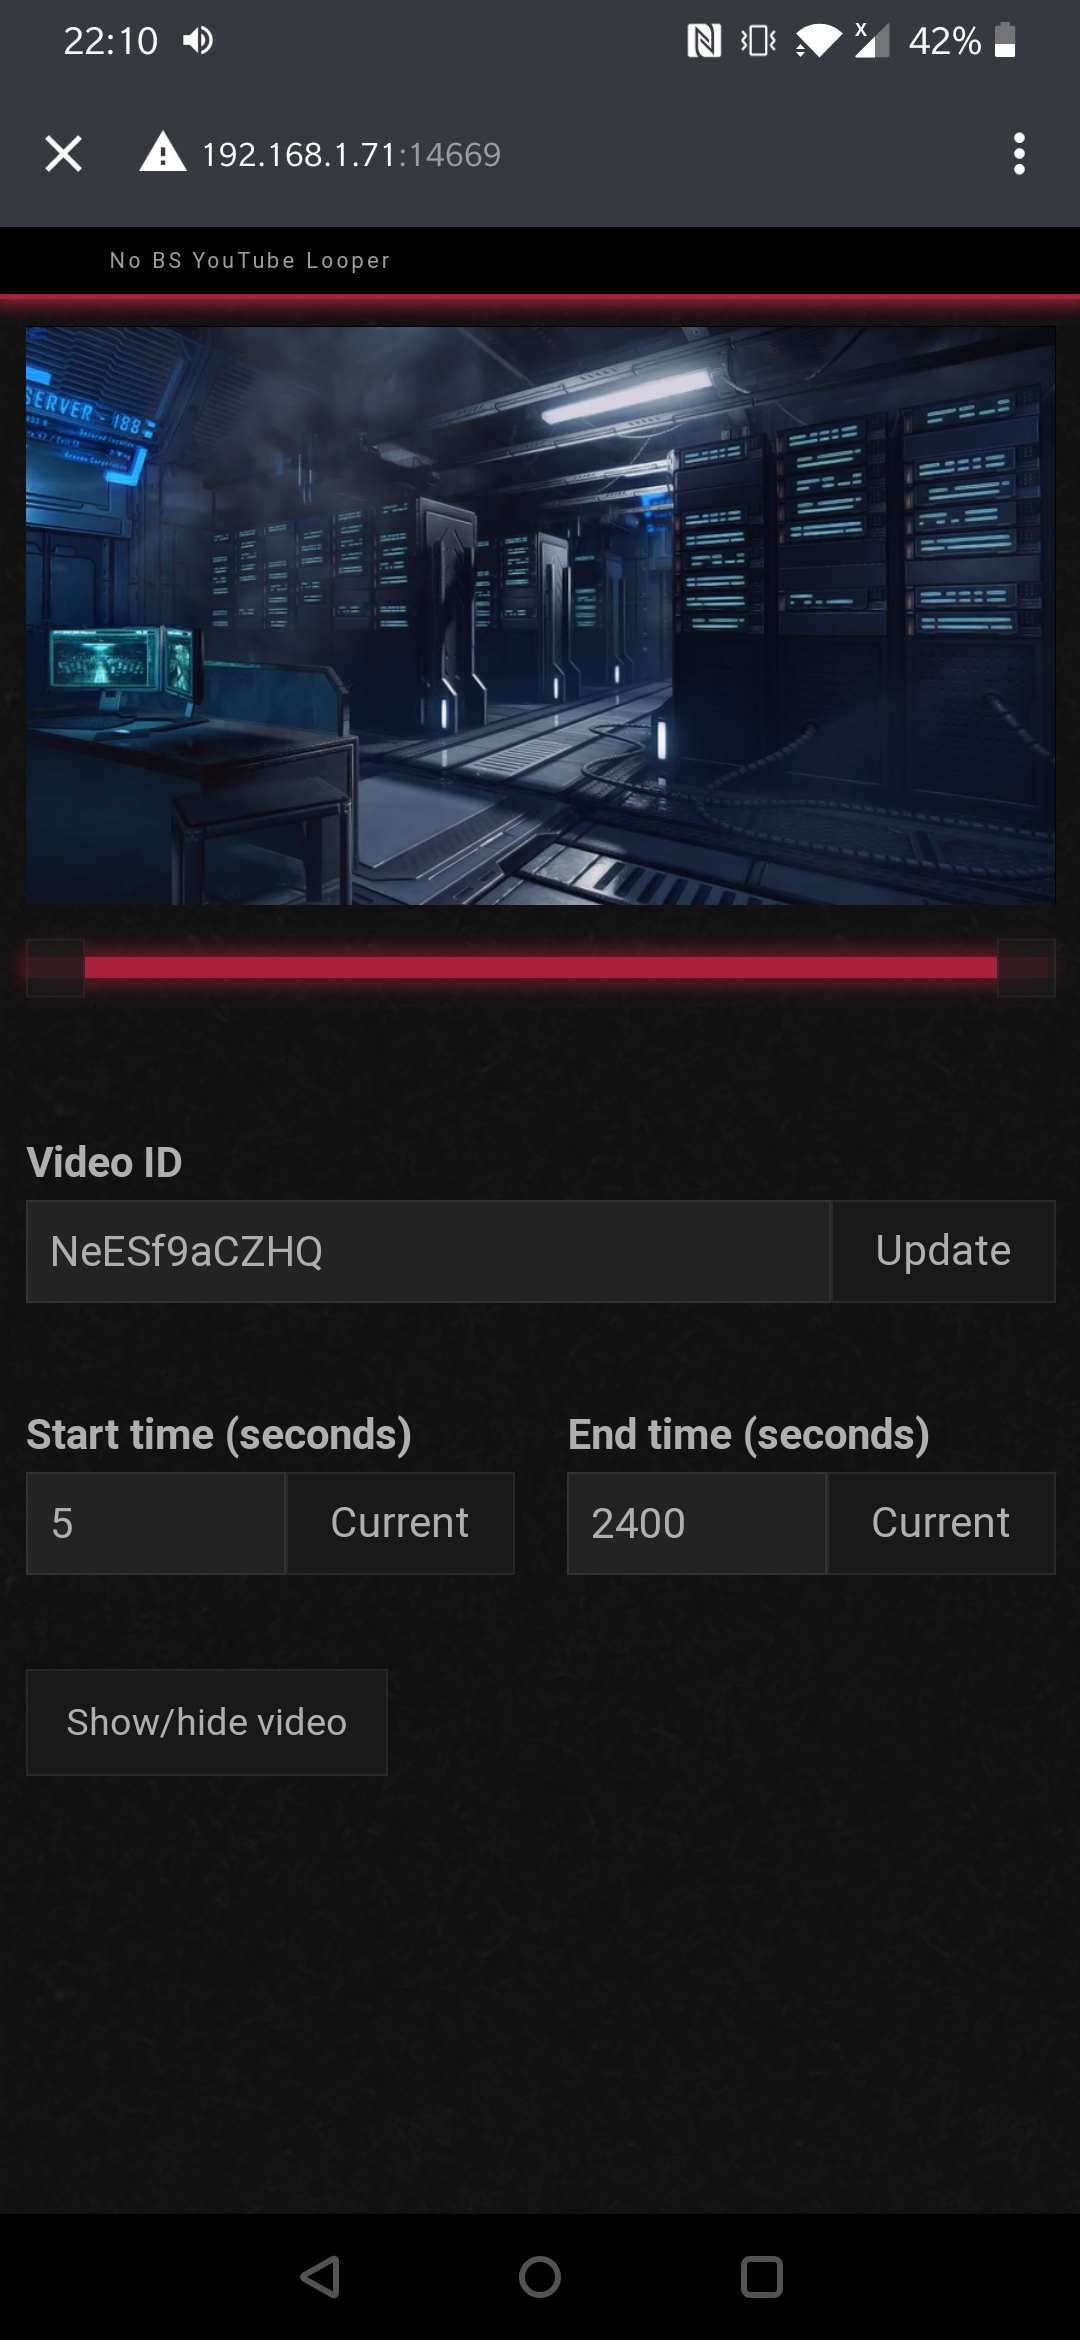 22:10
42%
192.168.1.71:14669
No BS YouTube Looper
SERVER - 188
Video ID
NeESf9aCZHQ
Update
Start time (seconds)
End time (seconds)
5
Current
2400
Current
Show/hide video